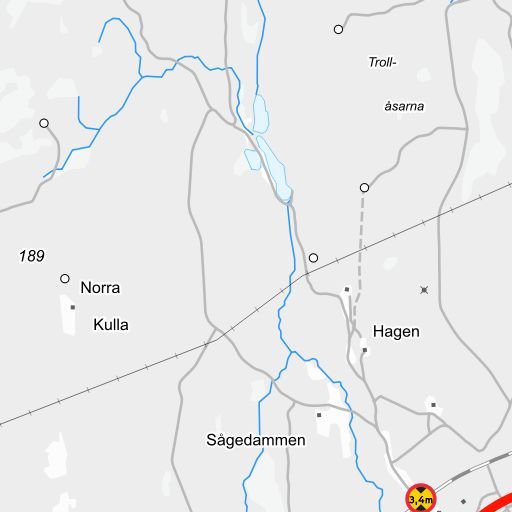 Troll-
åsarna
189
Norra
Kulla
Hagen
Sågedammen
3,4m